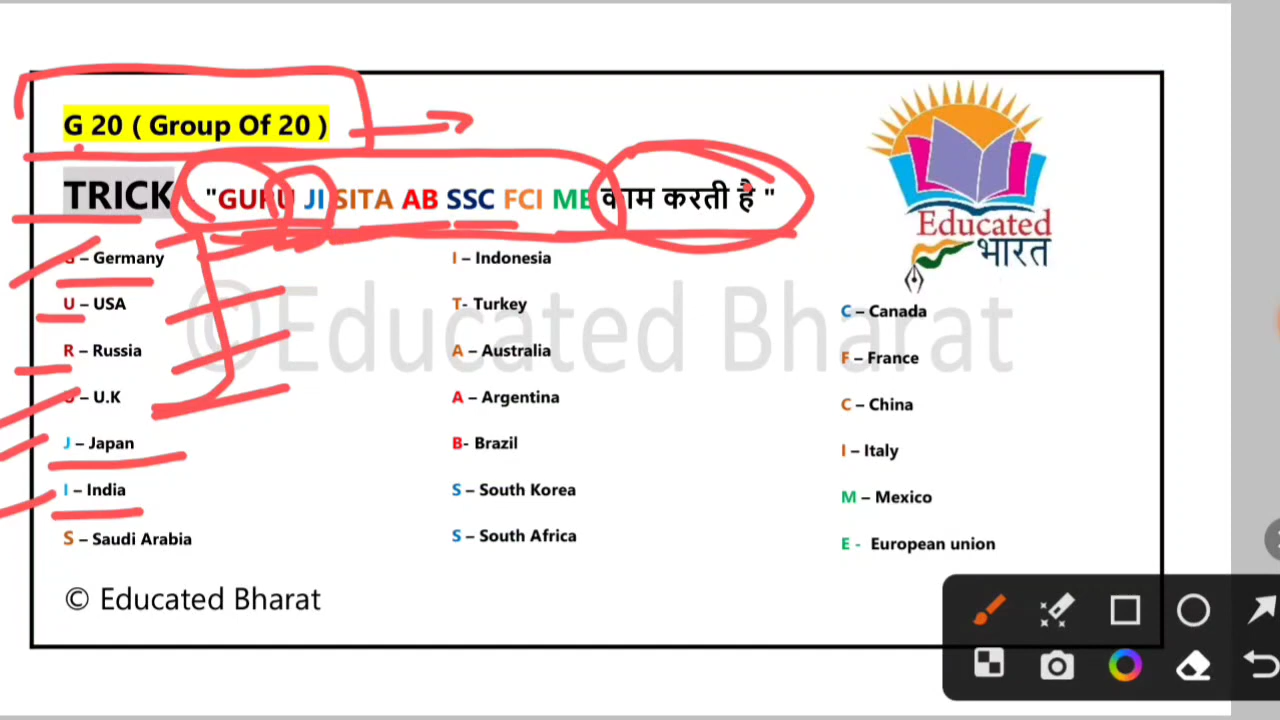 G 20 ( Group Of 20 )
TRICK "GURU JI SITA AB SSC FCI ME काम करती है "
G – Germany
U – USA
R – Russia
U – U.K
J – Japan
I – India
S – Saudi Arabia
I – Indonesia
T- Turkey
A – Australia
A – Argentina
B- Brazil
S – South Korea
S – South Africa
C – Canada
F – France
C – China
I – Italy
M – Mexico
E - European union
© Educated Bharat
©Educated Bharat
Educated
भारत